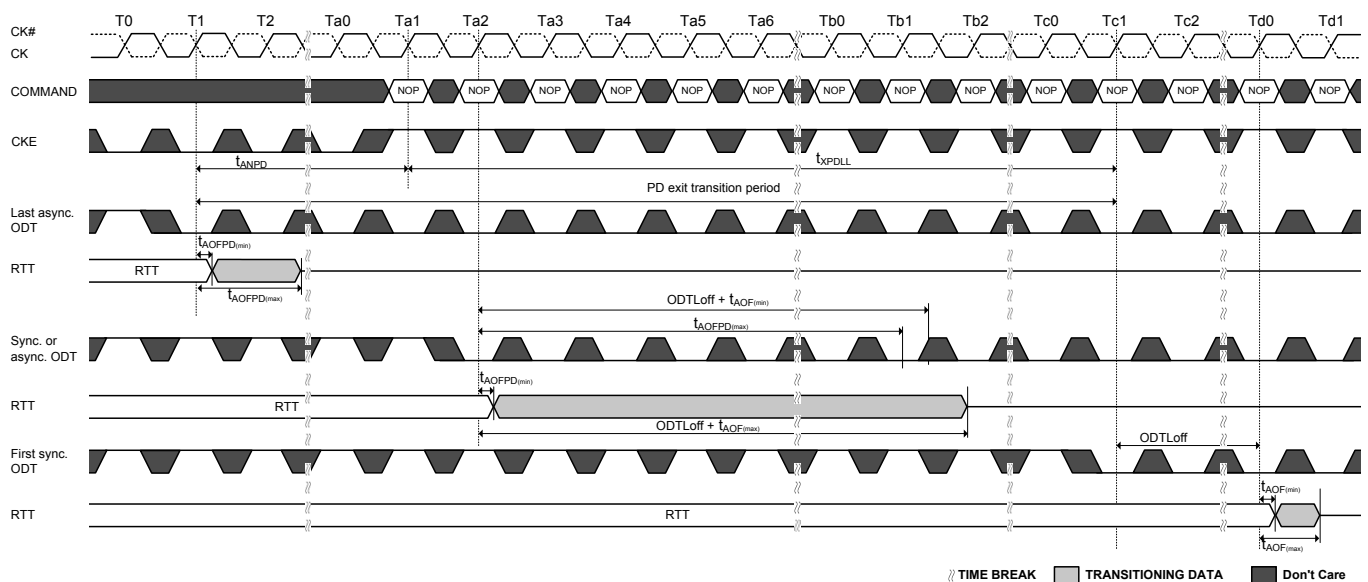 T0 T1 T2 Ta0 Ta1 Ta2 Ta3 Ta4 Ta5 Ta6 Tb0 Tb1 Tb2 Tc0 Tc1 Tc2 Td0 Td1
CK#
CK
COMMAND NOP NOP NOP NOP NOP NOP NOP NOP NOP NOP NOP NOP NOP NOP
CKE
tANPD tXPDLL
PD exit transition period
Last async.
ODT
tAOFPD(min)
RTT RTT
tAOFPD(max)
ODTLoff + tAOF(min)
tAOFPD(max)
Sync. or
async. ODT
tAOFPD(min)
RTT RTT
ODTLoff + tAOF(max)
ODTLoff
First sync.
ODT
tAOF(min)
RTT RTT
tAOF(max)
TIME BREAK TRANSITIONING DATA Don't Care